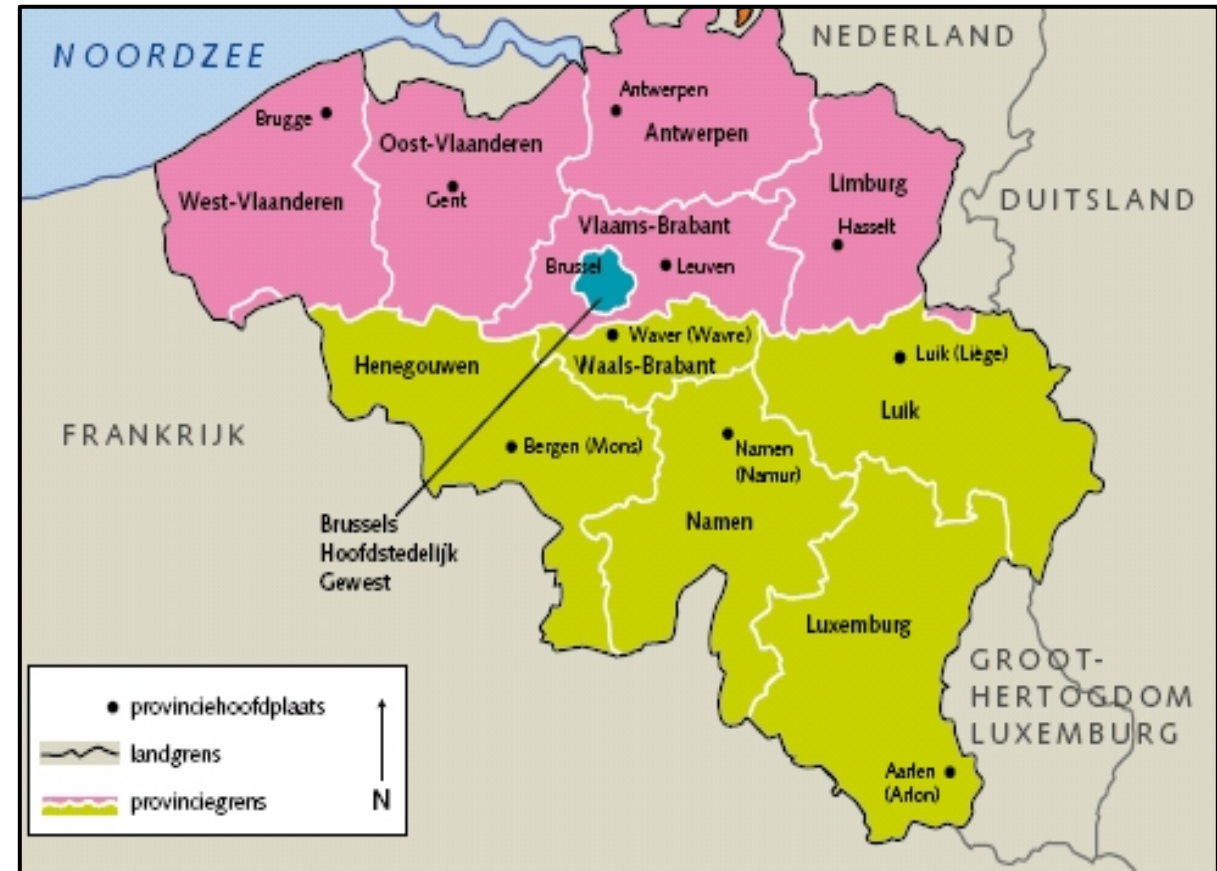 NOORDZEE
NEDERLAND
Antwerpen
Brugge
Antwerpen
Oost-Vlaanderen
Limburg
West-Vlaanderen
Gent
DUITSLAND
Vlaams-Brabant
Hasselt
Brussel
Leuven
Waver (Wavre)
Henegouwen
Waals-Brabant
Luik (Liège)
Luik
FRANKRIJK
Bergen (Mons)
Namen
(Namur)
Brussels
Hoofdstedelijk
Gewest
Namen
Luxemburg
GROOT-
HERTOGDOM
LUXEMBURG
Aarlen
(Arlon)
provinciehoofdplaats
landgrens
provinciegrens
N